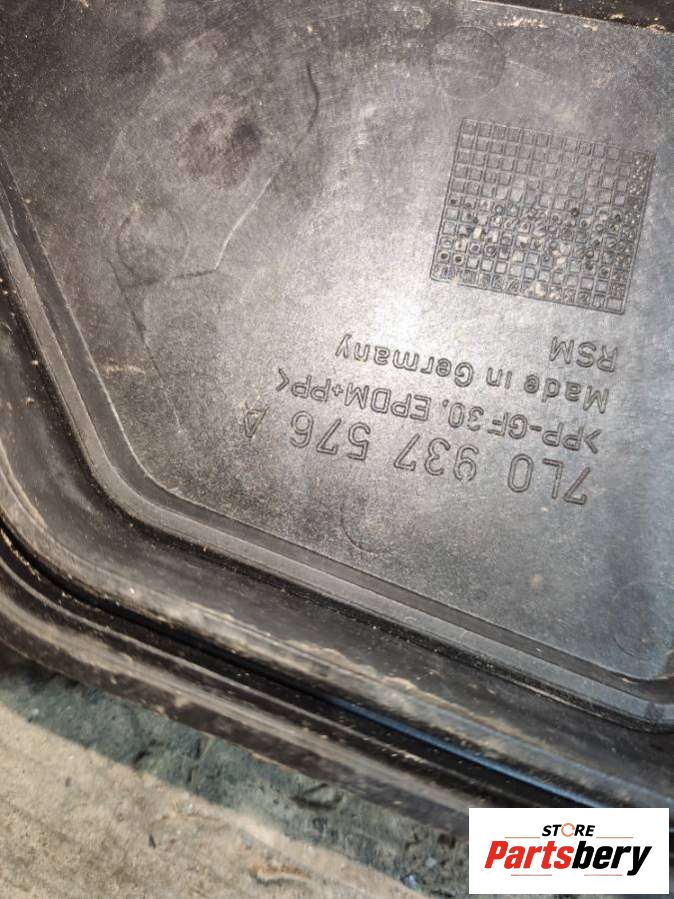 7L0 937 576 A
>PP-GF30, EPDM+PP<
Made in Germany
RSM
STORE
Partsbery